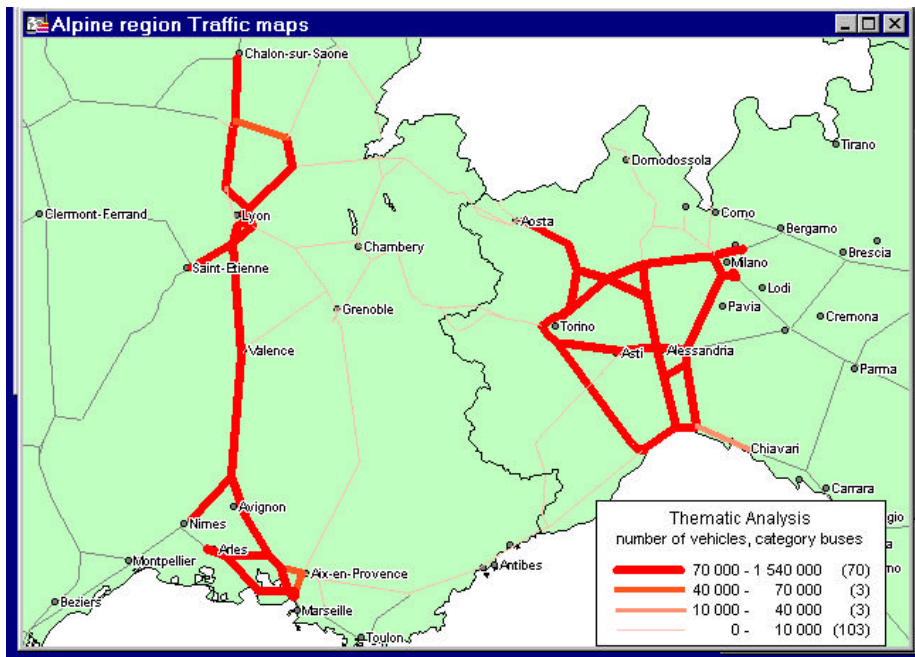 Alpine region Traffic maps
Chalon-sur-Saone
Tirano
Domodossola
Clermont-Ferrand
Lyon
Aosta
Como
Bergamo
Chambery
Brescia
Saint-Etienne
Milano
Lodi
Grenoble
Pavia
Cremona
Torino
Valence
Asti
Alessandria
Parma
Chiavari
Avignon
Carrara
Nimes
Arles
Montpellier
Aix-en-Provence
Antibes
Beziers
Marseille
Toulon
Thematic Analysis
number of vehicles, category buses
70 000 - 1 540 000 (70)
40 000 - 70 000 (3)
10 000 - 40 000 (3)
0 - 10 000 (103)
gio
no